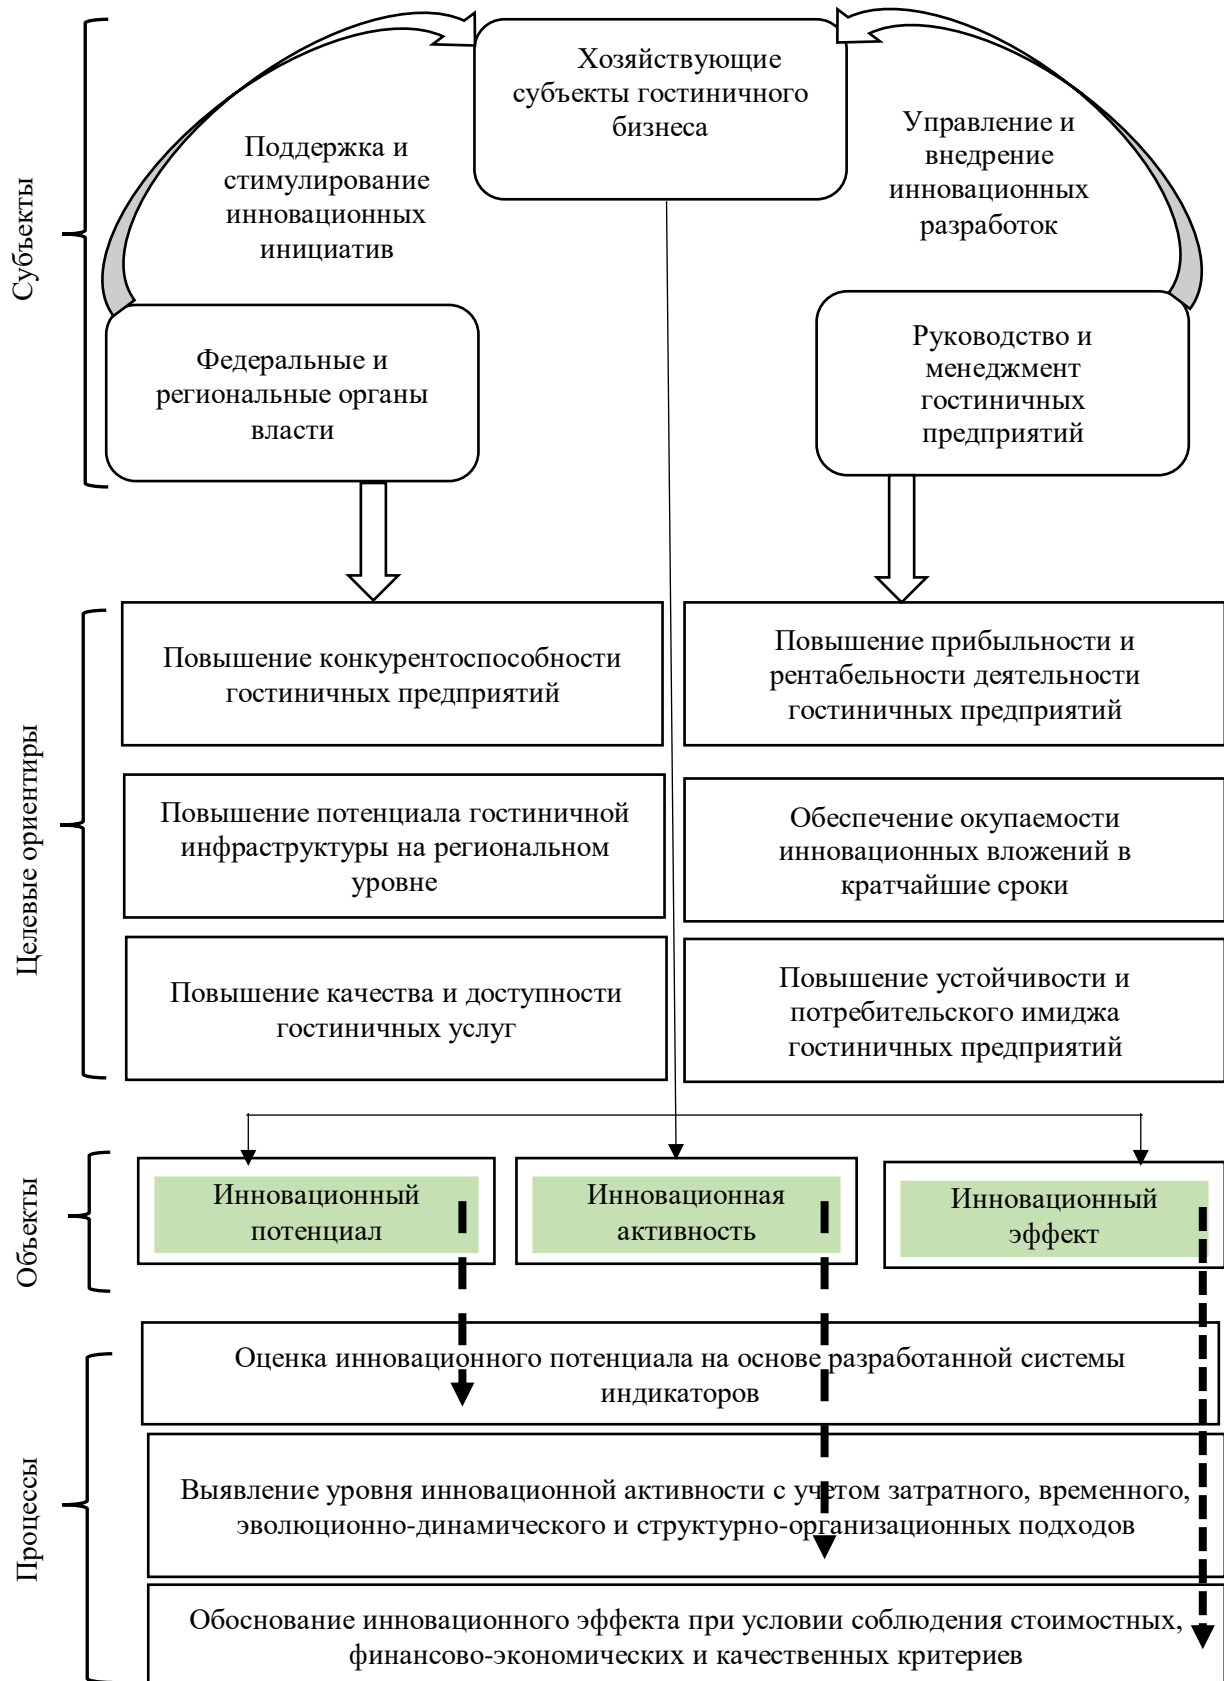 Субъекты
Хозяйствующие
субъекты гостиничного
бизнеса
Поддержка и
стимулирование
инновационных
инициатив
Управление и
внедрение
инновационных
разработок
Федеральные и
региональные органы
власти
Руководство и
менеджмент
гостиничных
предприятий
Целевые ориентиры
Повышение конкурентоспособности
гостиничных предприятий
Повышение прибыльности и
рентабельности деятельности
гостиничных предприятий
Повышение потенциала гостиничной
инфраструктуры на региональном
уровне
Обеспечение окупаемости
инновационных вложений в
кратчайшие сроки
Повышение качества и доступности
гостиничных услуг
Повышение устойчивости и
потребительского имиджа
гостиничных предприятий
Объекты
Инновационный
потенциал
Инновационная
активность
Инновационный
эффект
Процессы
Оценка инновационного потенциала на основе разработанной системы
индикаторов
Выявление уровня инновационной активности с учетом затратного, временного,
эволюционно-динамического и структурно-организационных подходов
Обоснование инновационного эффекта при условии соблюдения стоимостных,
финансово-экономических и качественных критериев